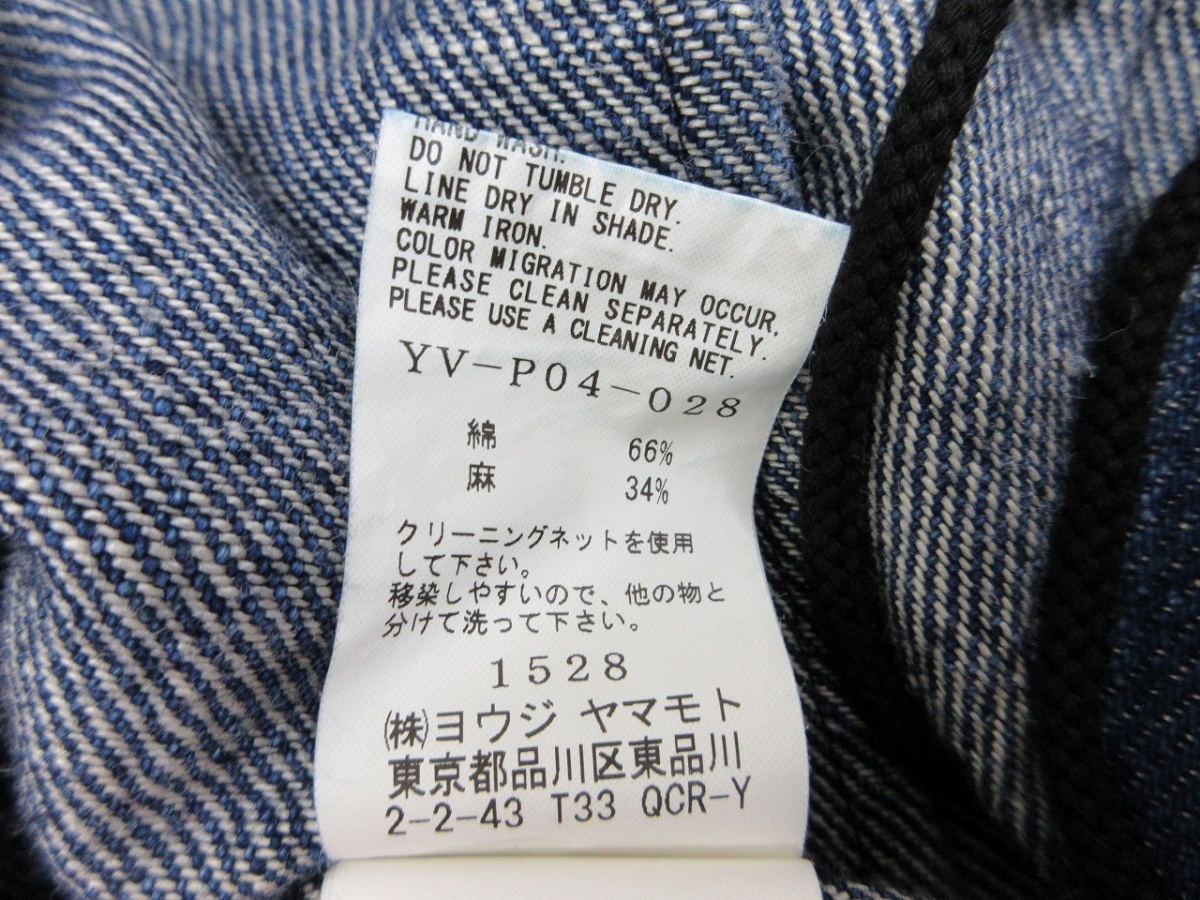 HAND WASH.
DO NOT TUMBLE DRY.
LINE DRY IN SHADE.
WARM IRON.
COLOR MIGRATION MAY OCCUR.
PLEASE CLEAN SEPARATELY.
PLEASE USE A CLEANING NET.
YV-P04-028
綿 66%
麻 34%
クリーニングネットを使用
して下さい。
移染しやすいので、他の物と
分けて洗って下さい。
1528
(株)ヨウジ ヤマモト
東京都品川区東品川
2-2-43 T33 QCR-Y